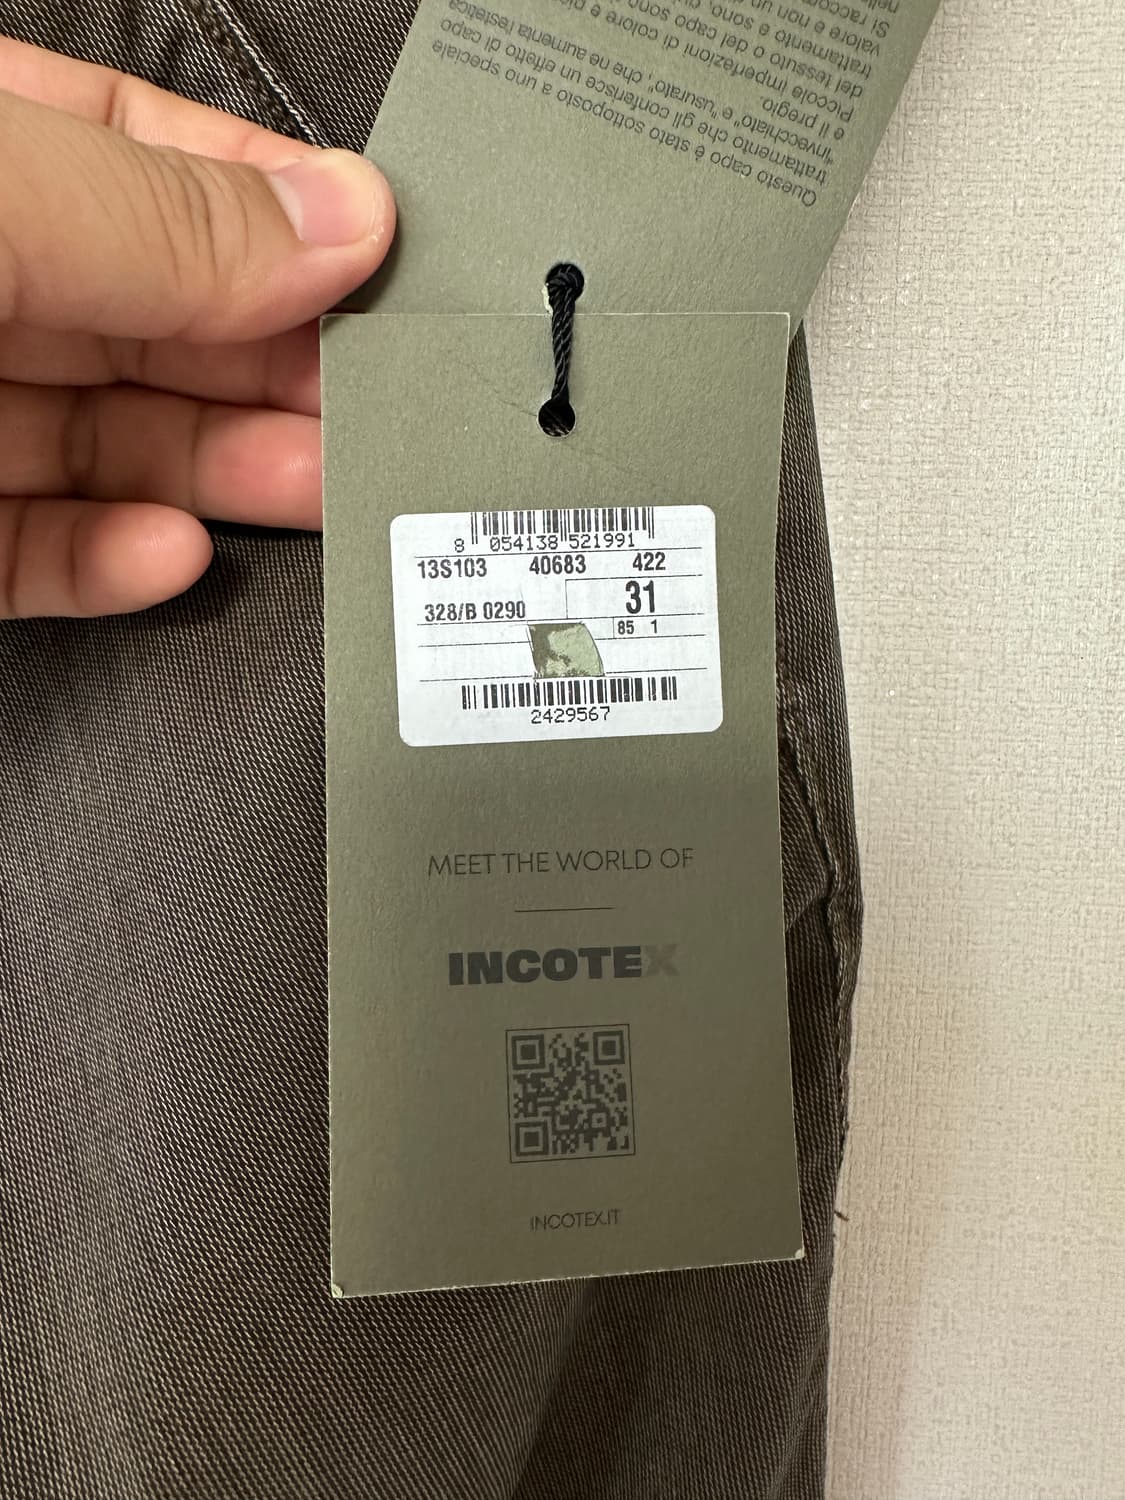 Questo capo è stato sottoposto a uno speciale
trattamento che gli conferisce un effetto di capo
"invecchiato" e "usurato", che ne aumenta l'estetica
e il pregio.
Piccole imperfezioni di colore e
del tessuto o del capo sono
trattamento e sono
valore e non un
Si
8 054138 521991
13S103 40683 422
328/B 0290 31
85 1
2429567
MEET THE WORLD OF
INCOTEX
INCOTEX.IT